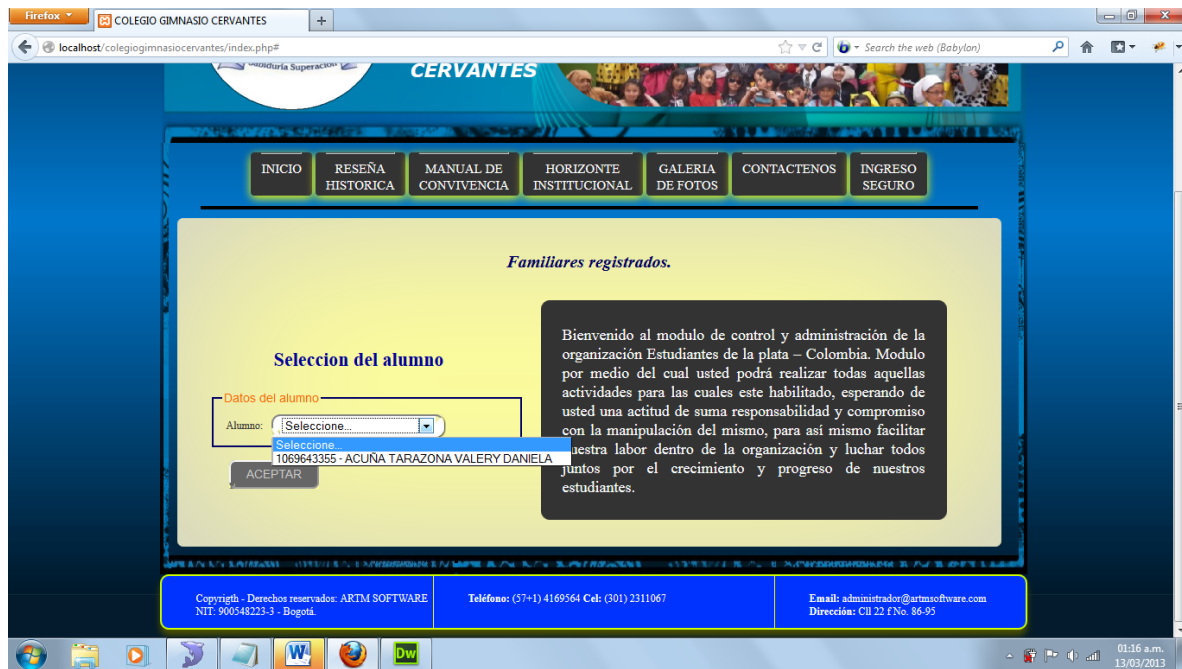 Firefox
COLEGIO GIMNASIO CERVANTES
+
localhost/colegiogimnasiocervantes/index.php#
Search the web (Babylon)
Sabiduria Superación
CERVANTES
INICIO
RESEÑA
HISTORICA
MANUAL DE
CONVIVENCIA
HORIZONTE
INSTITUCIONAL
GALERIA
DE FOTOS
CONTACTENOS
INGRESO
SEGURO
Familiares registrados.
Seleccion del alumno
Datos del alumno
Alumno:
Seleccione...
Seleccione...
1069643355 - ACUÑA TARAZONA VALERY DANIELA
ACEPTAR
Bienvenido al modulo de control y administración de la
organización Estudiantes de la plata – Colombia. Modulo
por medio del cual usted podrá realizar todas aquellas
actividades para las cuales este habilitado, esperando de
usted una actitud de suma responsabilidad y compromiso
con la manipulación del mismo, para así mismo facilitar
nuestra labor dentro de la organización y luchar todos
juntos por el crecimiento y progreso de nuestros
estudiantes.
Copyrigth - Derechos reservados: ARTM SOFTWARE
NIT: 900548223-3 - Bogotá.
Teléfono: (57+1) 4169564 Cel: (301) 2311067
Email: administrador@artmsoftware.com
Dirección: Cll 22 f No. 86-95
W
Dw
01:16 a.m.
13/03/2013